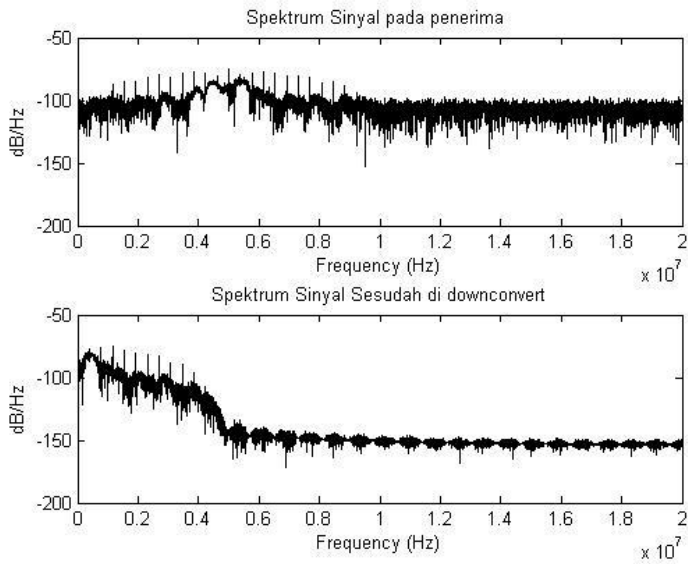 Spektrum Sinyal pada penerima
-50
-100
-150
-200
dB/Hz
0 0.2 0.4 0.6 0.8 1 1.2 1.4 1.6 1.8 2
Frequency (Hz)
x 10^7
Spektrum Sinyal Sesudah di downconvert
-50
-100
-150
-200
dB/Hz
0 0.2 0.4 0.6 0.8 1 1.2 1.4 1.6 1.8 2
Frequency (Hz)
x 10^7